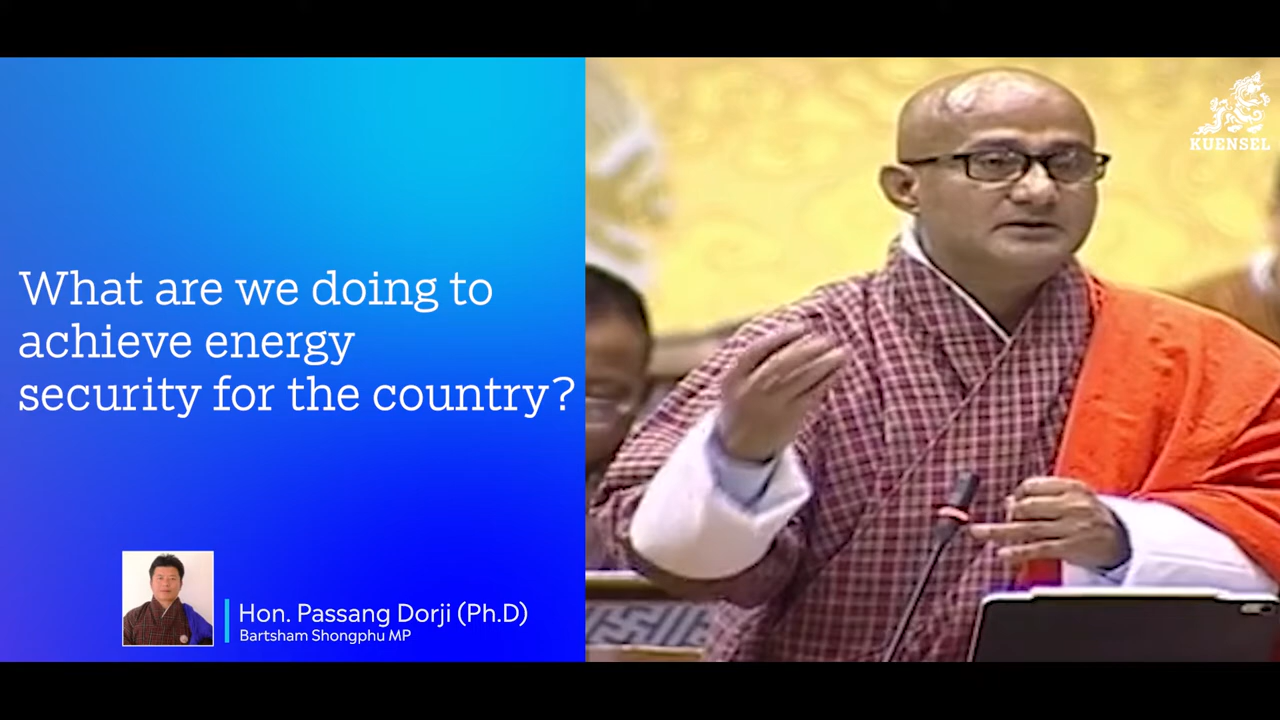 What are we doing to
achieve energy
security for the country?
Hon. Passang Dorji (Ph.D)
Bartsham Shongphu MP
KUENSEL